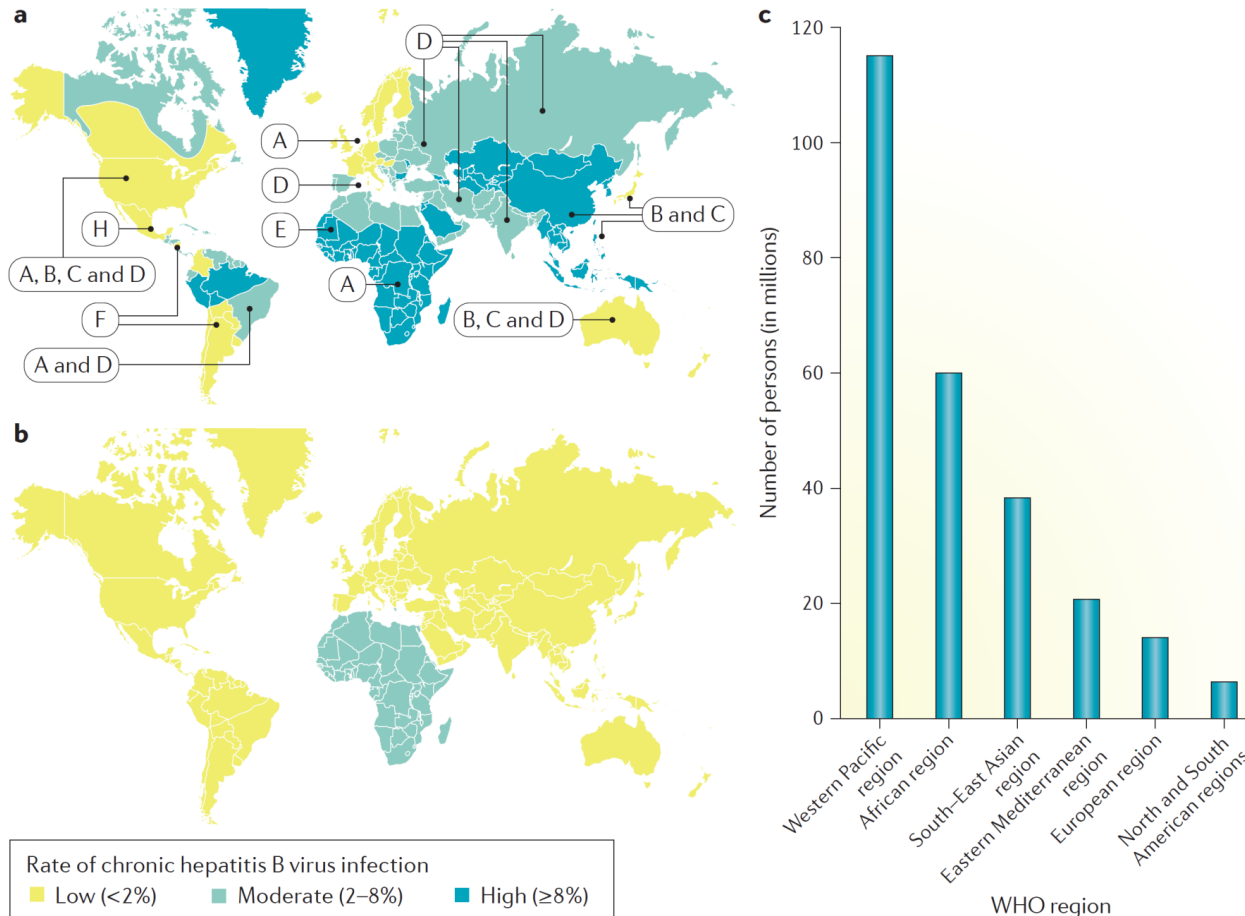 a
D
A
D
E
B and C
H
A, B, C and D
A
F
B, C and D
A and D
b
Rate of chronic hepatitis B virus infection
Low (<2%)
Moderate (2–8%)
High (≥8%)
c
Number of persons (in millions)
120
100
80
60
40
20
0
Western Pacific
region
African region
South–East Asian
region
Eastern Mediterranean
region
European region
North and South
American regions
WHO region